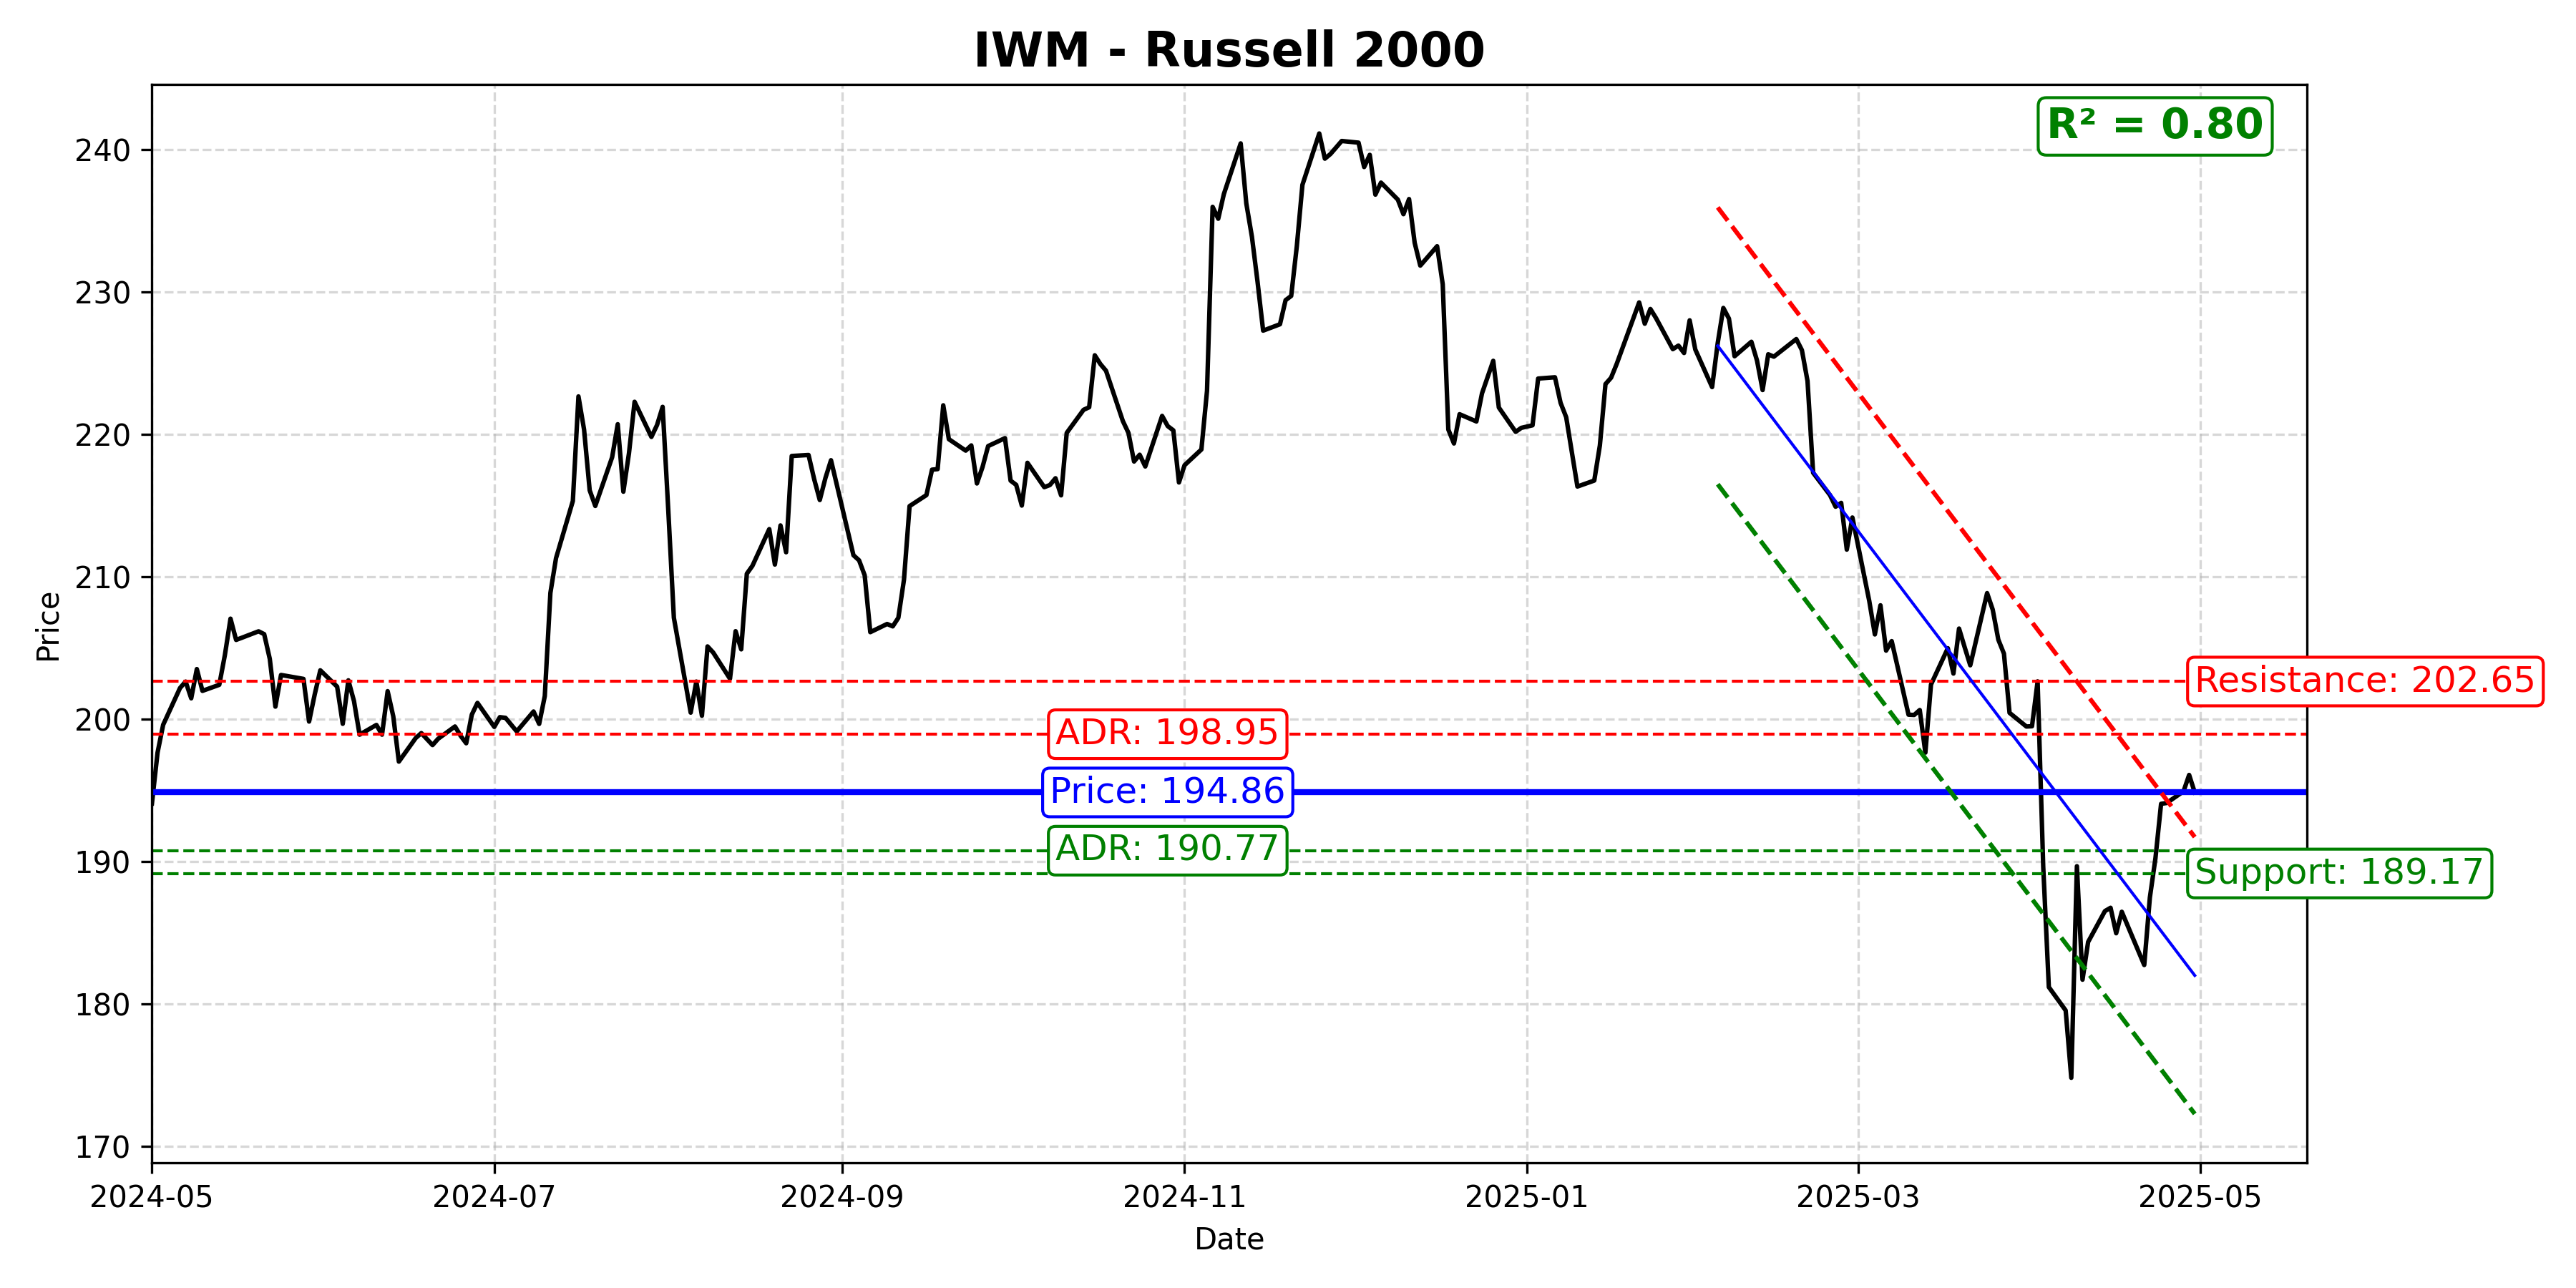 IWM - Russell 2000
R² = 0.80
240
230
220
210
200
190
180
170
Price
Resistance: 202.65
ADR: 198.95
Price: 194.86
ADR: 190.77
Support: 189.17
2024-05
2024-07
2024-09
2024-11
2025-01
2025-03
2025-05
Date